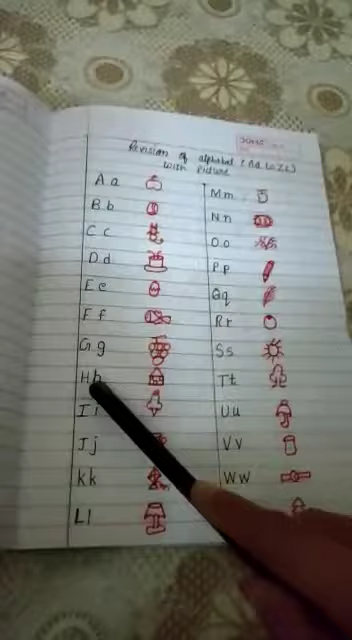 Revision of alphabet (Aa to Zz)
with Picture
Aa
Bb
Cc
Dd
Ee
Ff
Gg
Hh
Ii
Jj
kk
Ll
Mm
Nn
Oo
Pp
Qq
Rr
Ss
Tt
Uu
Vv
Ww